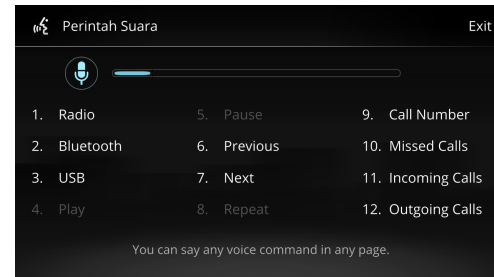 Perintah Suara
Exit
1. Radio
2. Bluetooth
3. USB
4. Play
5. Pause
6. Previous
7. Next
8. Repeat
9. Call Number
10. Missed Calls
11. Incoming Calls
12. Outgoing Calls
You can say any voice command in any page.